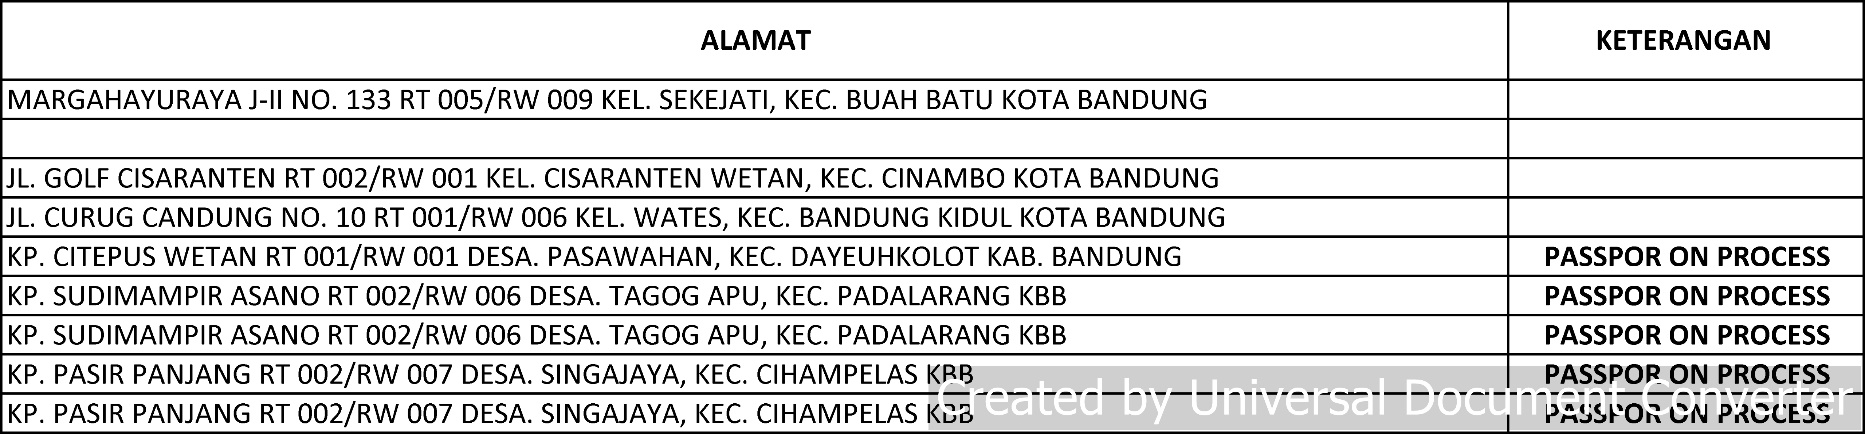 ALAMAT KETERANGAN
MARGAHAYURAYA J-II NO. 133 RT 005/RW 009 KEL. SEKEJATI, KEC. BUAH BATU KOTA BANDUNG
JL. GOLF CISARANTEN RT 002/RW 001 KEL. CISARANTEN WETAN, KEC. CINAMBO KOTA BANDUNG
JL. CURUG CANDUNG NO. 10 RT 001/RW 006 KEL. WATES, KEC. BANDUNG KIDUL KOTA BANDUNG
KP. CITEPUS WETAN RT 001/RW 001 DESA. PASAWAHAN, KEC. DAYEUHKOLOT KAB. BANDUNG PASSPOR ON PROCESS
KP. SUDIMAMPIR ASANO RT 002/RW 006 DESA. TAGOG APU, KEC. PADALARANG KBB PASSPOR ON PROCESS
KP. SUDIMAMPIR ASANO RT 002/RW 006 DESA. TAGOG APU, KEC. PADALARANG KBB PASSPOR ON PROCESS
KP. PASIR PANJANG RT 002/RW 007 DESA. SINGAJAYA, KEC. CIHAMPELAS KBB PASSPOR ON PROCESS
KP. PASIR PANJANG RT 002/RW 007 DESA. SINGAJAYA, KEC. CIHAMPELAS KBB PASSPOR ON PROCESS
Created by Universal Document Converter